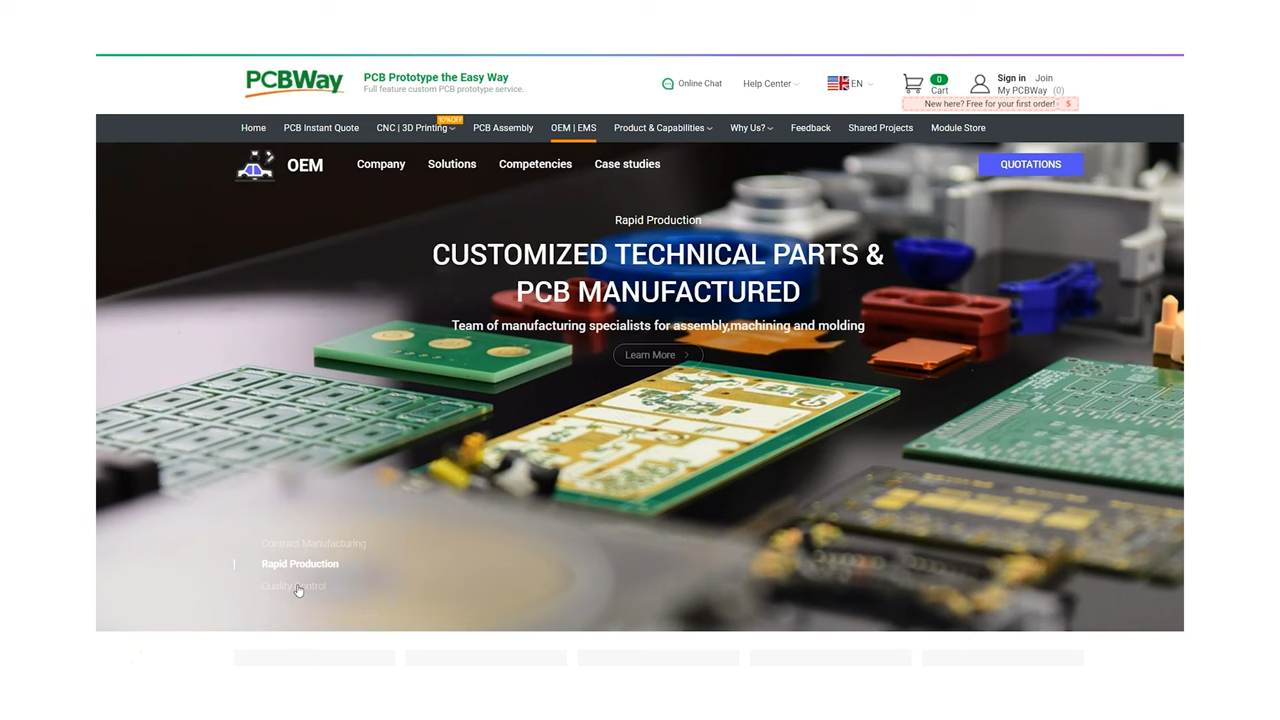 PCBWay
PCB Prototype the Easy Way
Full feature custom PCB prototype service.
Online Chat
Help Center
EN
0
Cart
Sign in | Join
My PCBWay (0)
New here? Free for your first order! $
Home
PCB Instant Quote
CNC | 3D Printing
10%OFF
PCB Assembly
OEM | EMS
Product & Capabilities
Why Us?
Feedback
Shared Projects
Module Store
OEM
Company
Solutions
Competencies
Case studies
QUOTATIONS
Rapid Production
CUSTOMIZED TECHNICAL PARTS &
PCB MANUFACTURED
Team of manufacturing specialists for assembly,machining and molding
Learn More
Contract Manufacturing
Rapid Production
Quality Control